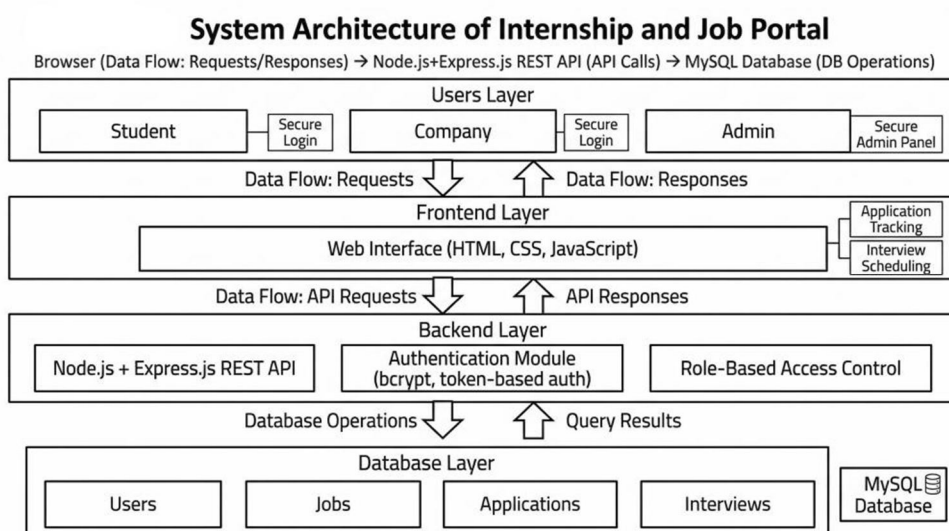 System Architecture of Internship and Job Portal
Browser (Data Flow: Requests/Responses) → Node.js+Express.js REST API (API Calls) → MySQL Database (DB Operations)
Users Layer
Student
Secure
Login
Company
Secure
Login
Admin
Secure
Admin Panel
Data Flow: Requests
Data Flow: Responses
Frontend Layer
Web Interface (HTML, CSS, JavaScript)
Application
Tracking
Interview
Scheduling
Data Flow: API Requests
API Responses
Backend Layer
Node.js + Express.js REST API
Authentication Module
(bcrypt, token-based auth)
Role-Based Access Control
Database Operations
Query Results
Database Layer
Users
Jobs
Applications
Interviews
MySQL
Database